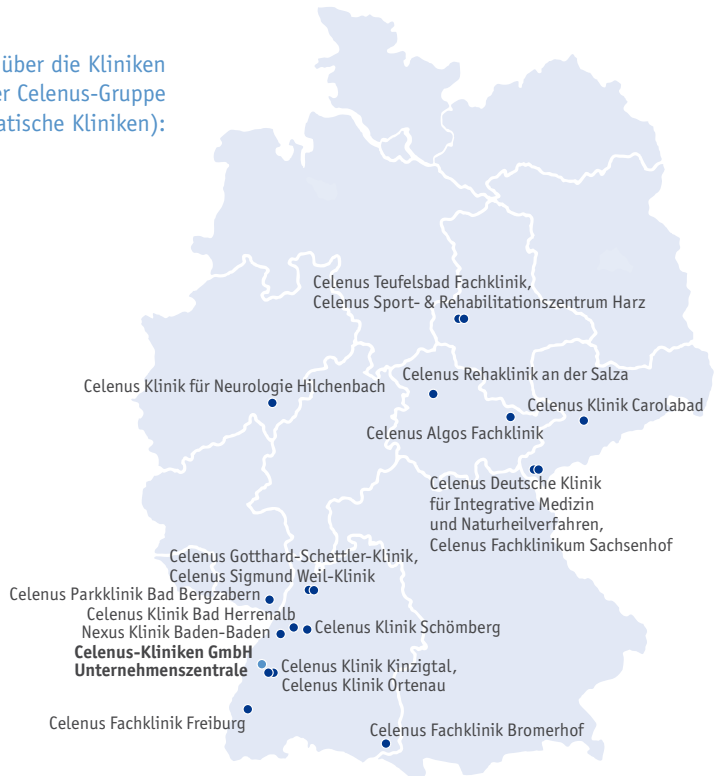 über die Kliniken
er Celenus-Gruppe
atische Kliniken):
Celenus Teufelsbad Fachklinik,
Celenus Sport- & Rehabilitationszentrum Harz
Celenus Rehaklinik an der Salza
Celenus Klinik für Neurologie Hilchenbach
Celenus Klinik Carolabad
Celenus Algos Fachklinik
Celenus Deutsche Klinik
für Integrative Medizin
und Naturheilverfahren,
Celenus Fachklinikum Sachsenhof
Celenus Gotthard-Schettler-Klinik,
Celenus Sigmund Weil-Klinik
Celenus Parkklinik Bad Bergzabern
Celenus Klinik Bad Herrenalb
Nexus Klinik Baden-Baden
Celenus Klinik Schömberg
Celenus-Kliniken GmbH
Unternehmenszentrale
Celenus Klinik Kinzigtal,
Celenus Klinik Ortenau
Celenus Fachklinik Freiburg
Celenus Fachklinik Bromerhof